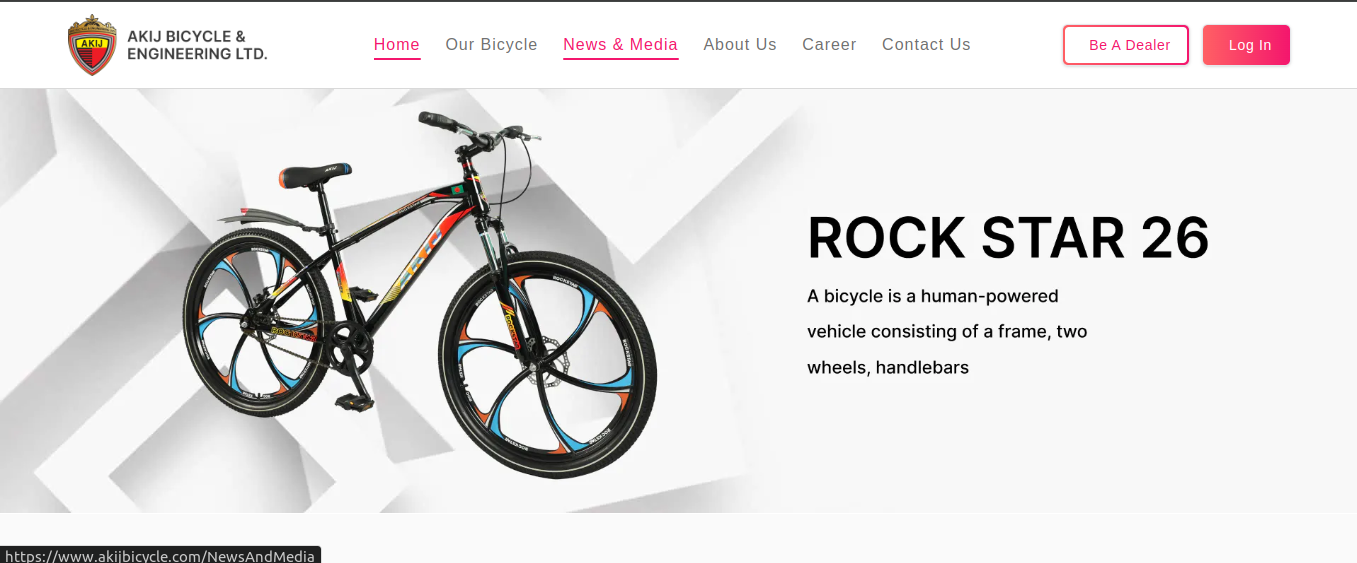 AKIJ BICYCLE &
ENGINEERING LTD.
AKIJ
Home Our Bicycle News & Media About Us Career Contact Us
Be A Dealer Log In
ROCK STAR 26
A bicycle is a human-powered
vehicle consisting of a frame, two
wheels, handlebars
AKIJ
ROCKSTAR
https://www.akijbicycle.com/NewsAndMedia